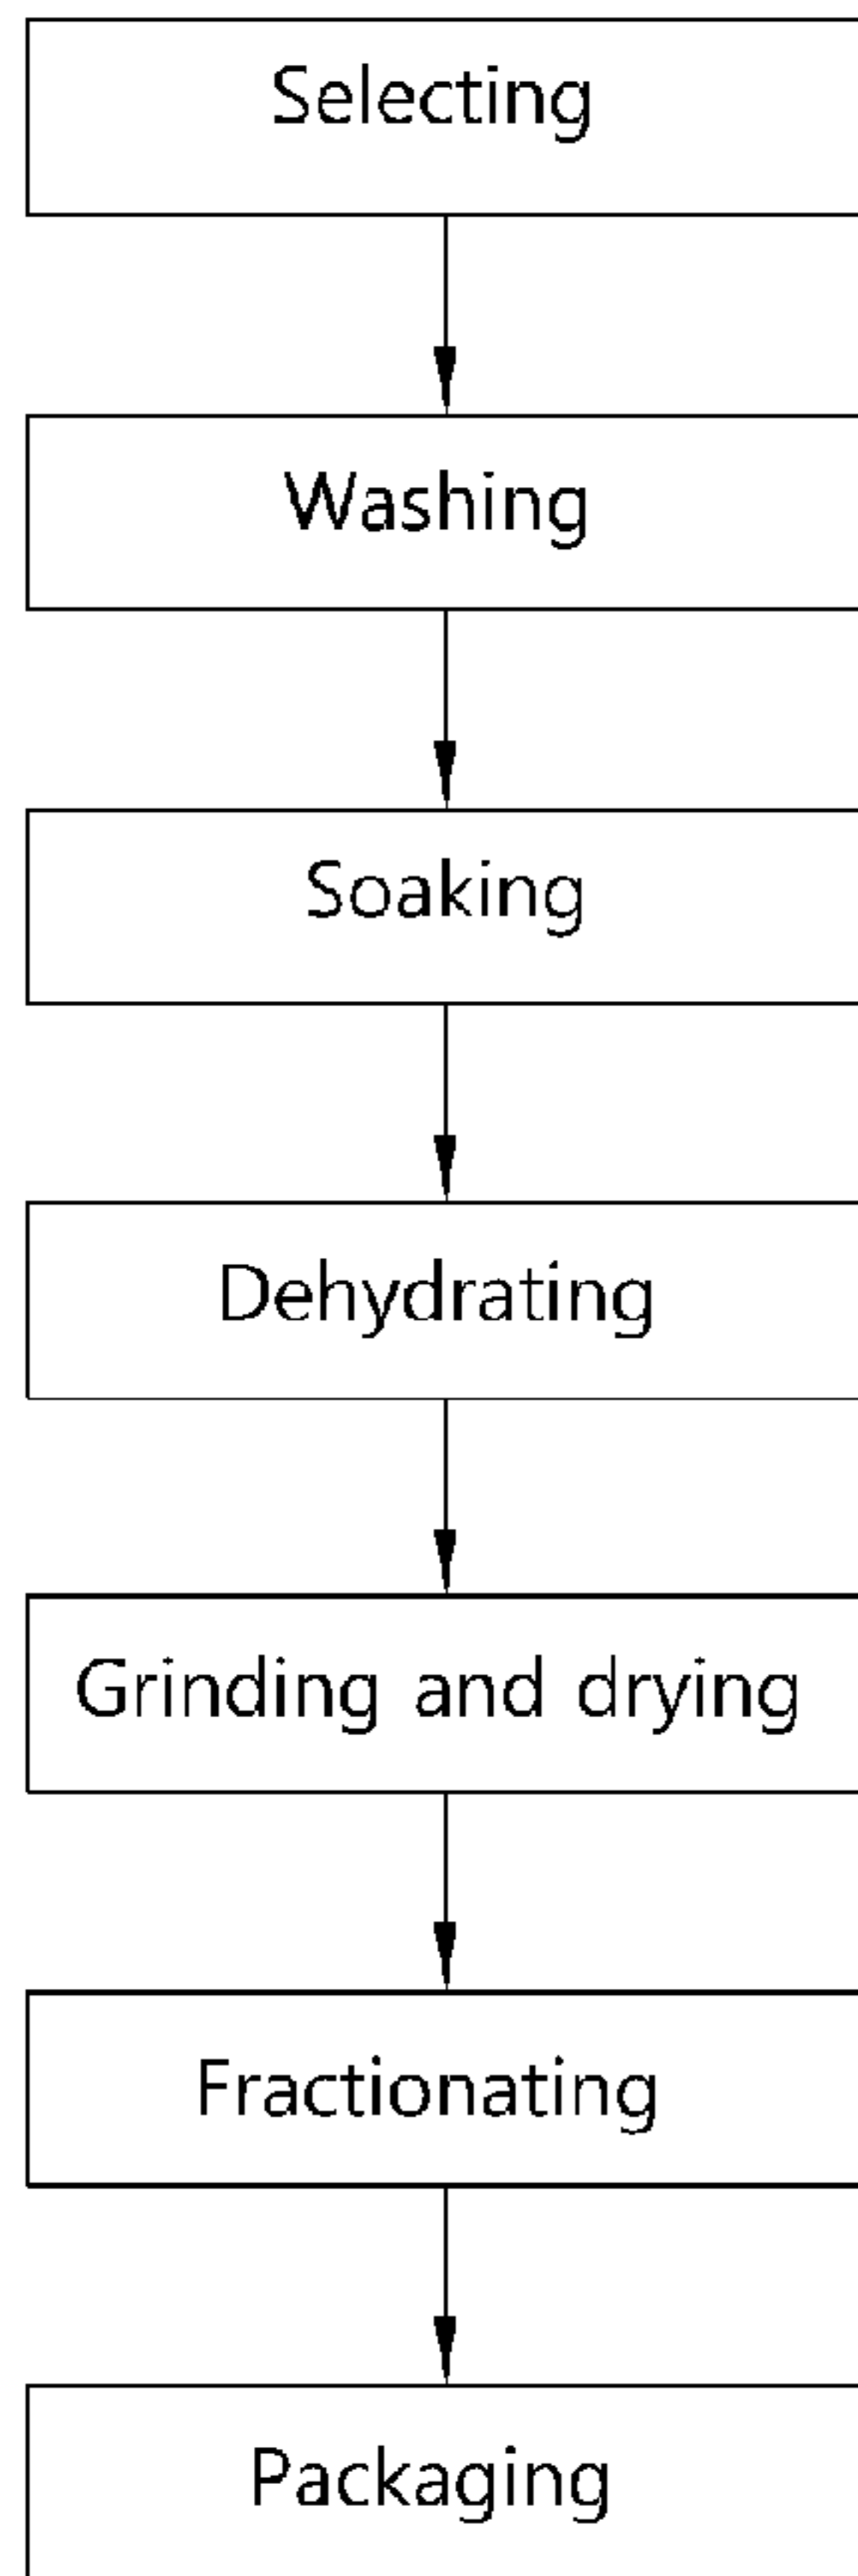 Selecting
Washing
Soaking
Dehydrating
Grinding and drying
Fractionating
Packaging